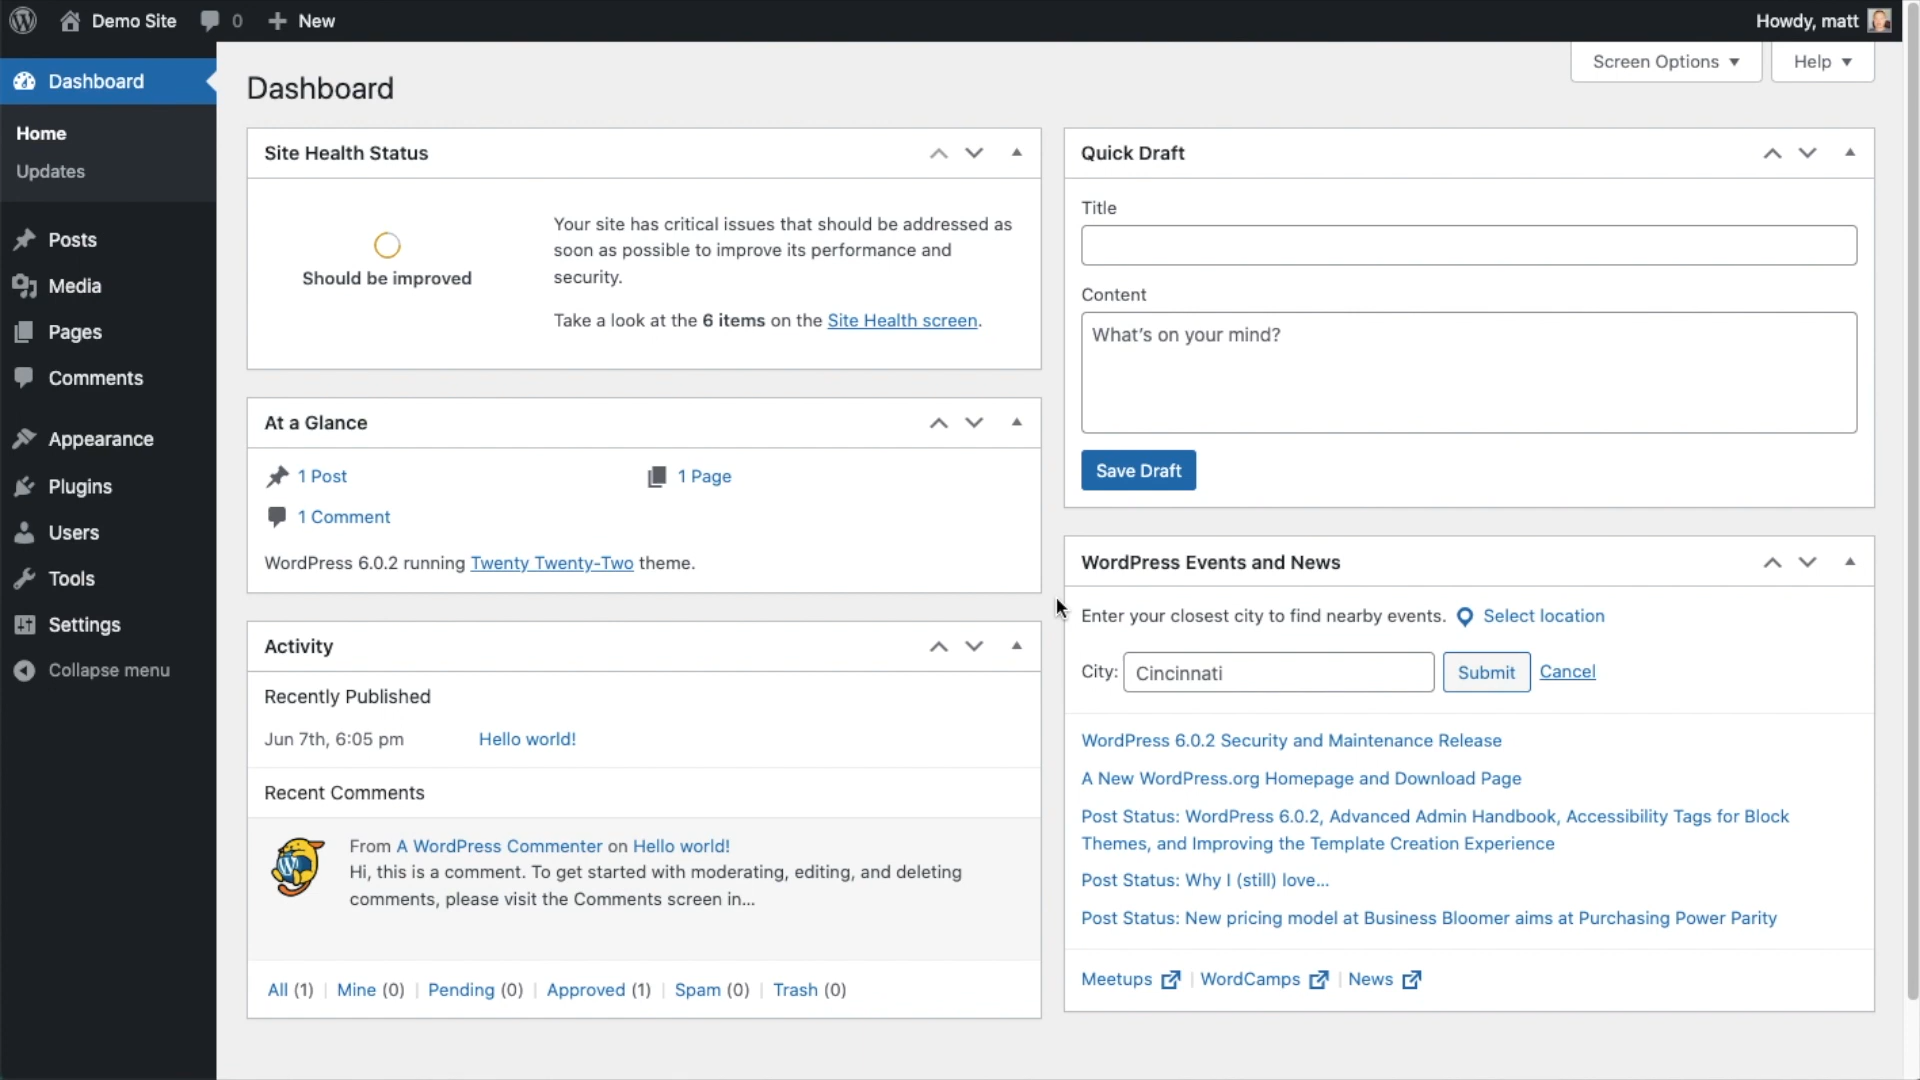 Demo Site
0
New
Howdy, matt
Dashboard
Home
Updates
Posts
Media
Pages
Comments
Appearance
Plugins
Users
Tools
Settings
Collapse menu
Screen Options
Help
Dashboard
Site Health Status
Should be improved
Your site has critical issues that should be addressed as
soon as possible to improve its performance and
security.
Take a look at the 6 items on the Site Health screen.
At a Glance
1 Post
1 Page
1 Comment
WordPress 6.0.2 running Twenty Twenty-Two theme.
Activity
Recently Published
Jun 7th, 6:05 pm
Hello world!
Recent Comments
From A WordPress Commenter on Hello world!
Hi, this is a comment. To get started with moderating, editing, and deleting
comments, please visit the Comments screen in…
All (1) | Mine (0) | Pending (0) | Approved (1) | Spam (0) | Trash (0)
Quick Draft
Title
Content
What’s on your mind?
Save Draft
WordPress Events and News
Enter your closest city to find nearby events. Select location
City: Cincinnati Submit Cancel
WordPress 6.0.2 Security and Maintenance Release
A New WordPress.org Homepage and Download Page
Post Status: WordPress 6.0.2, Advanced Admin Handbook, Accessibility Tags for Block
Themes, and Improving the Template Creation Experience
Post Status: Why I (still) love…
Post Status: New pricing model at Business Bloomer aims at Purchasing Power Parity
Meetups | WordCamps | News